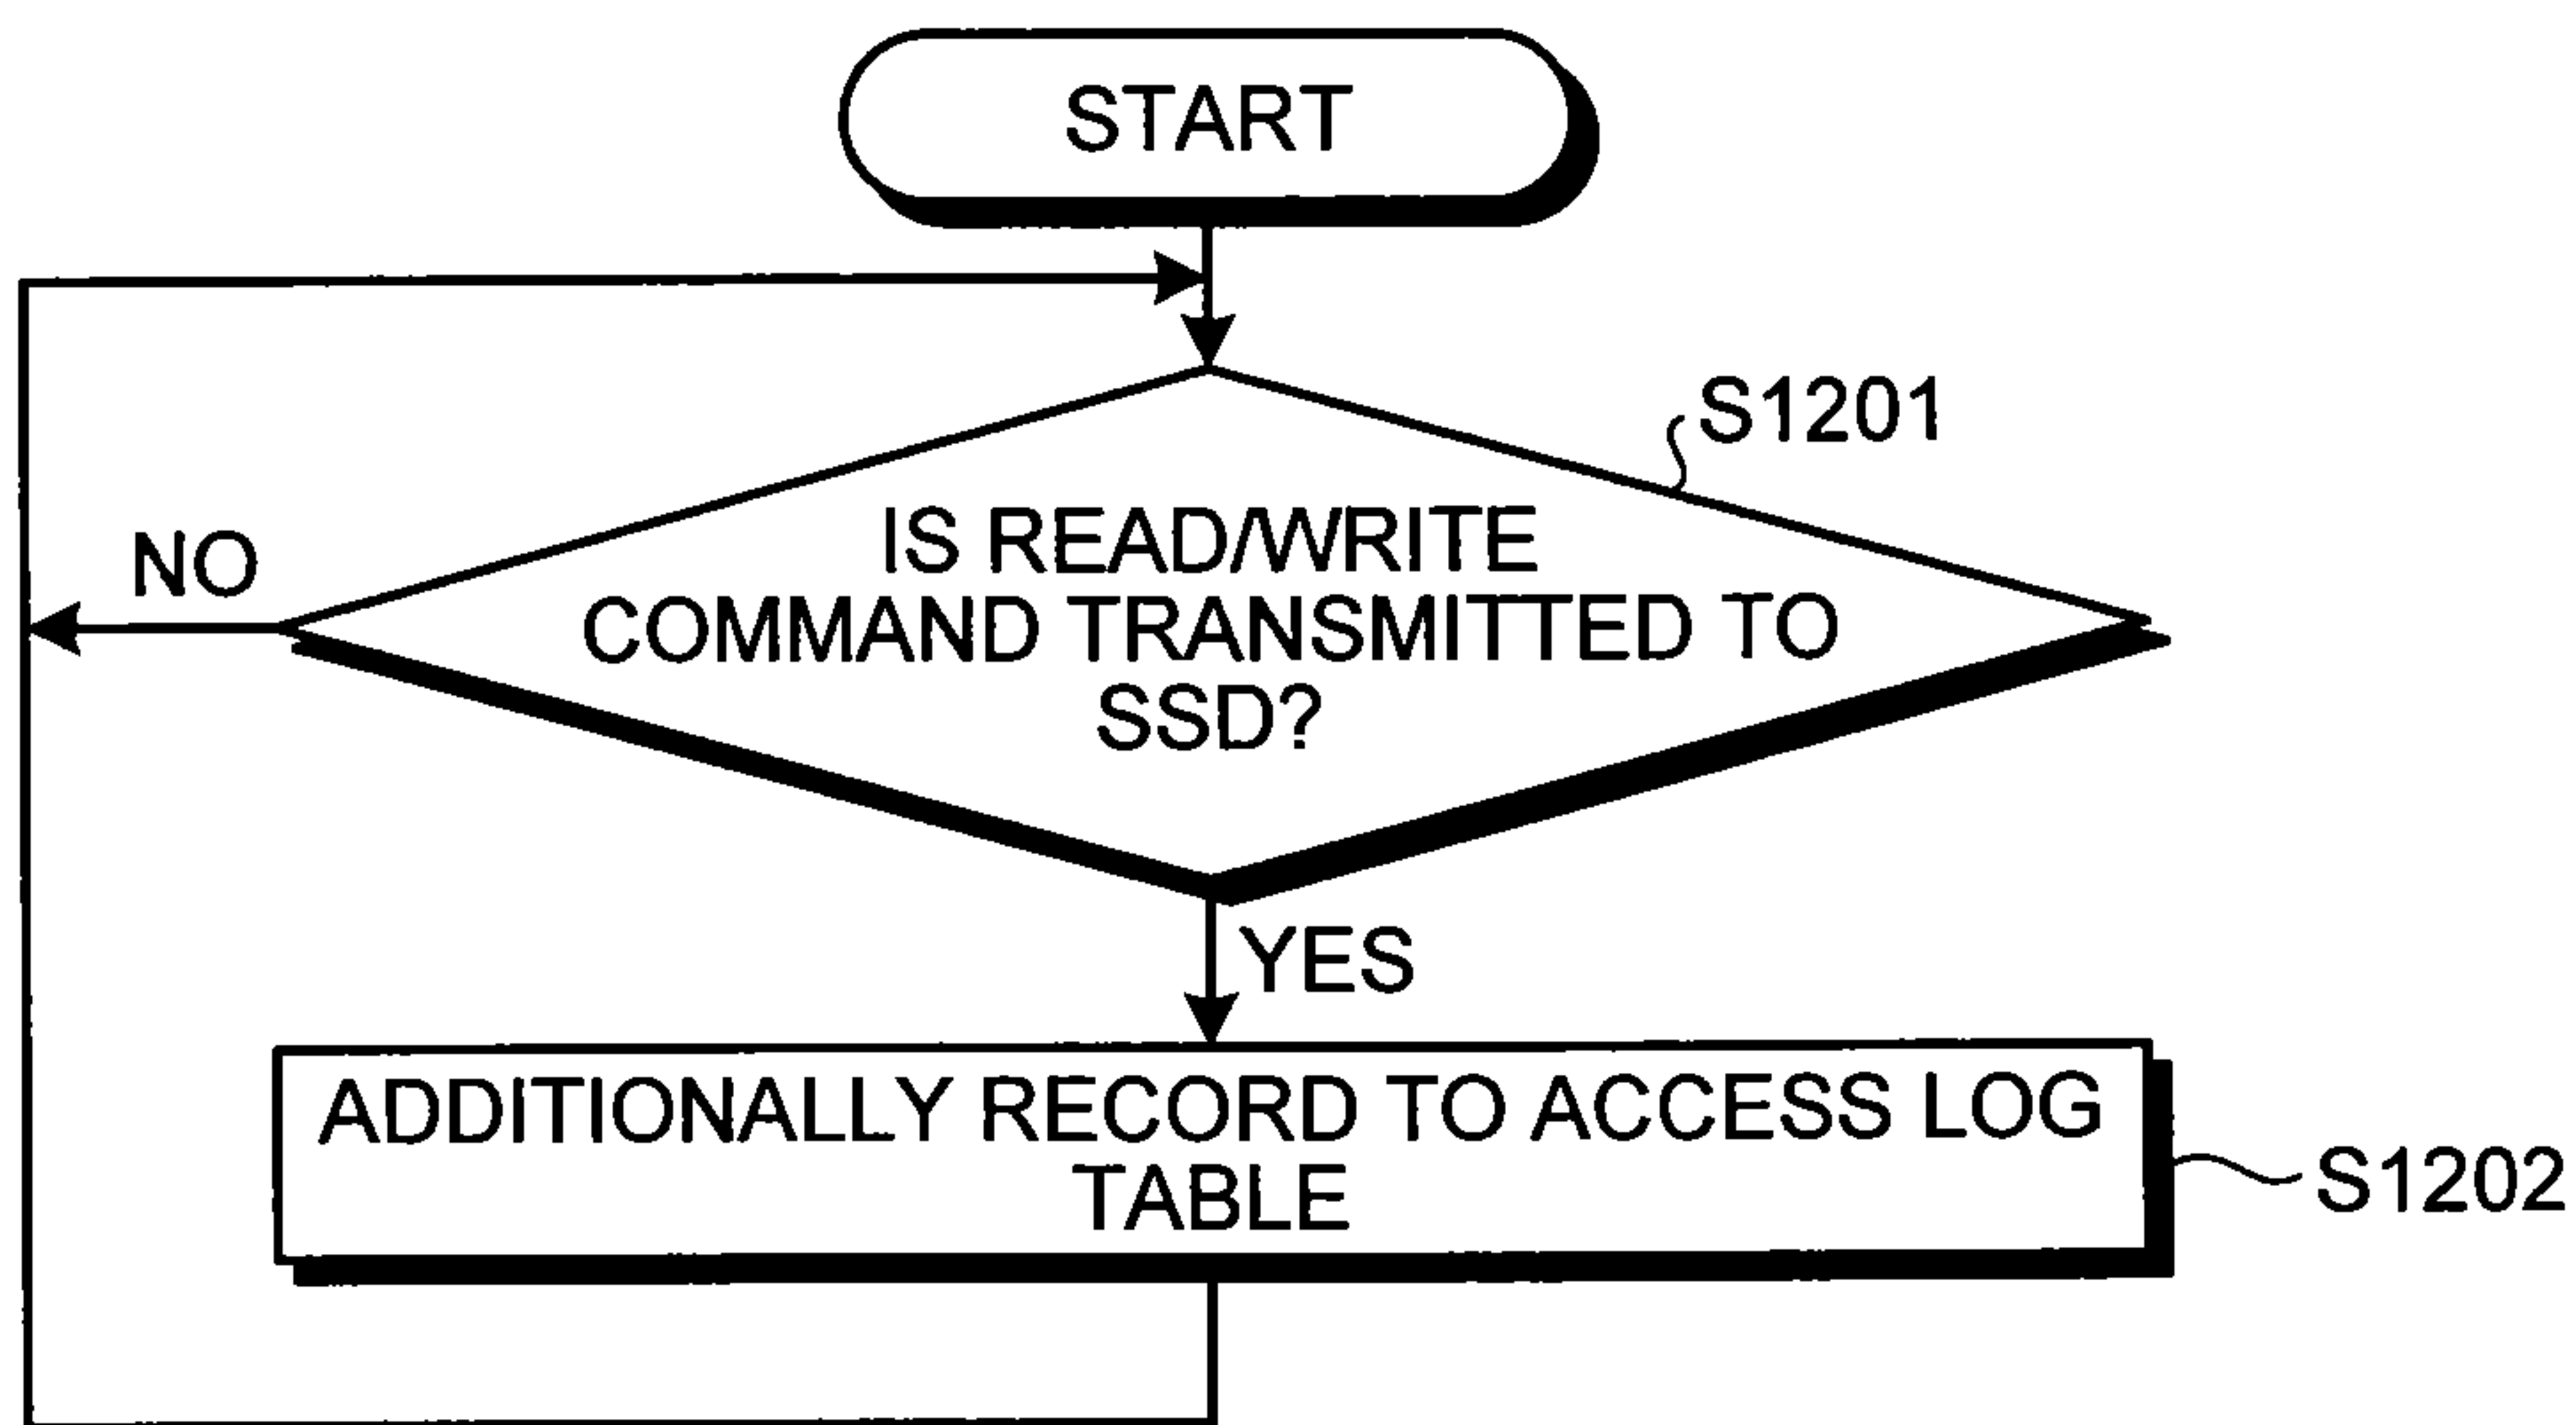 START
S1201
IS READ/WRITE
COMMAND TRANSMITTED TO
SSD?
NO
YES
ADDITIONALLY RECORD TO ACCESS LOG
TABLE
S1202